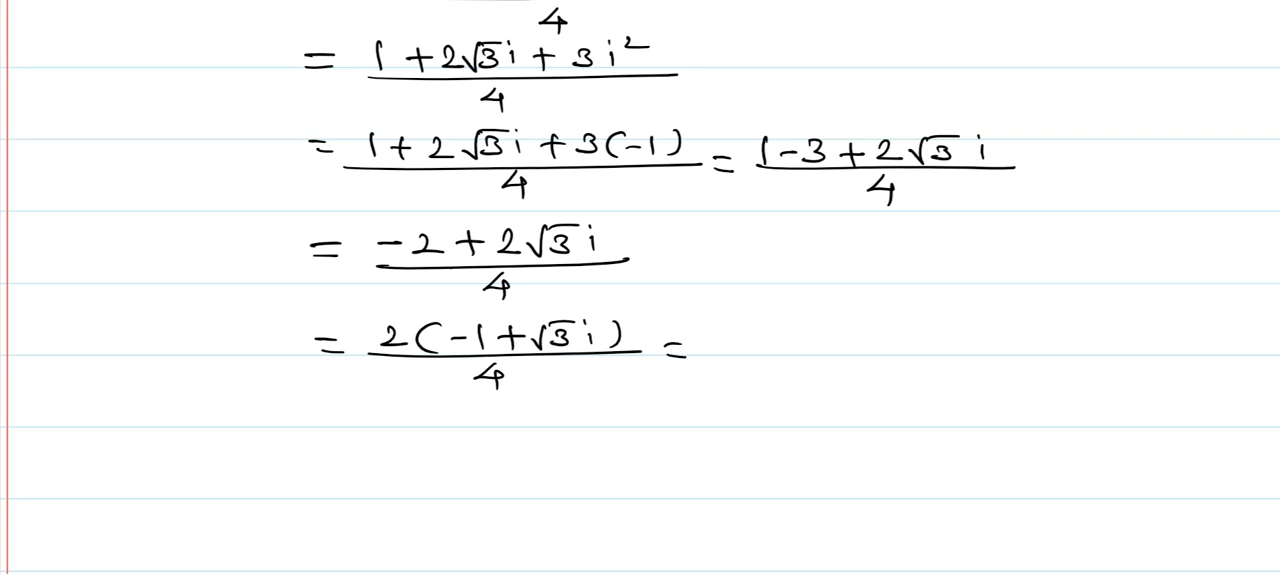 4
= (1 + 2√3 i + 3 i²)/4
= (1 + 2√3 i + 3(-1))/4 = (1 - 3 + 2√3 i)/4
= (-2 + 2√3 i)/4
= (2(-1 + √3 i))/4 =